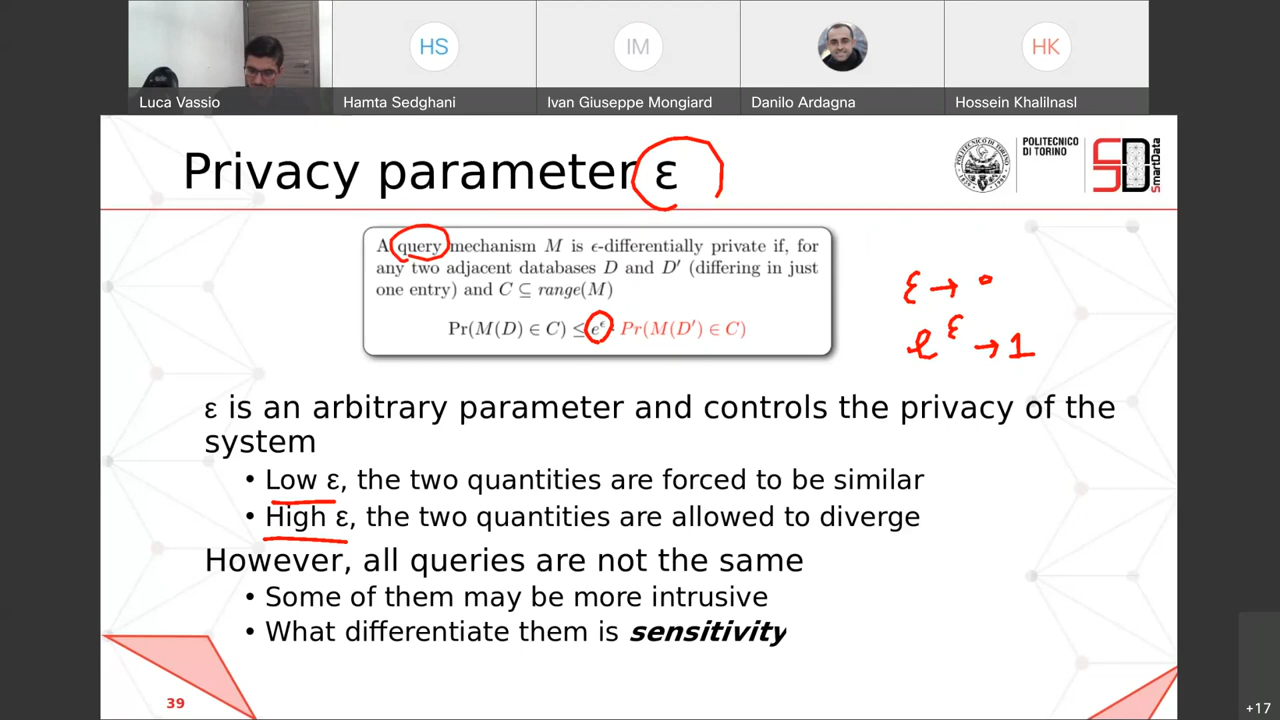 HS
IM
HK
Luca Vassio
Hamta Sedghani
Ivan Giuseppe Mongiard
Danilo Ardagna
Hossein Khalilnasl
Privacy parameter ε
POLITECNICO
DI TORINO
SD
SmartData
A query mechanism M is ϵ-differentially private if, for
any two adjacent databases D and D′ (differing in just
one entry) and C ⊆ range(M)
Pr(M(D) ∈ C) ≤ e^ϵ · Pr(M(D′) ∈ C)
ε → 0
e^ε → 1
ε is an arbitrary parameter and controls the privacy of the
system
• Low ε, the two quantities are forced to be similar
• High ε, the two quantities are allowed to diverge
However, all queries are not the same
• Some of them may be more intrusive
• What differentiate them is sensitivity
39
+17